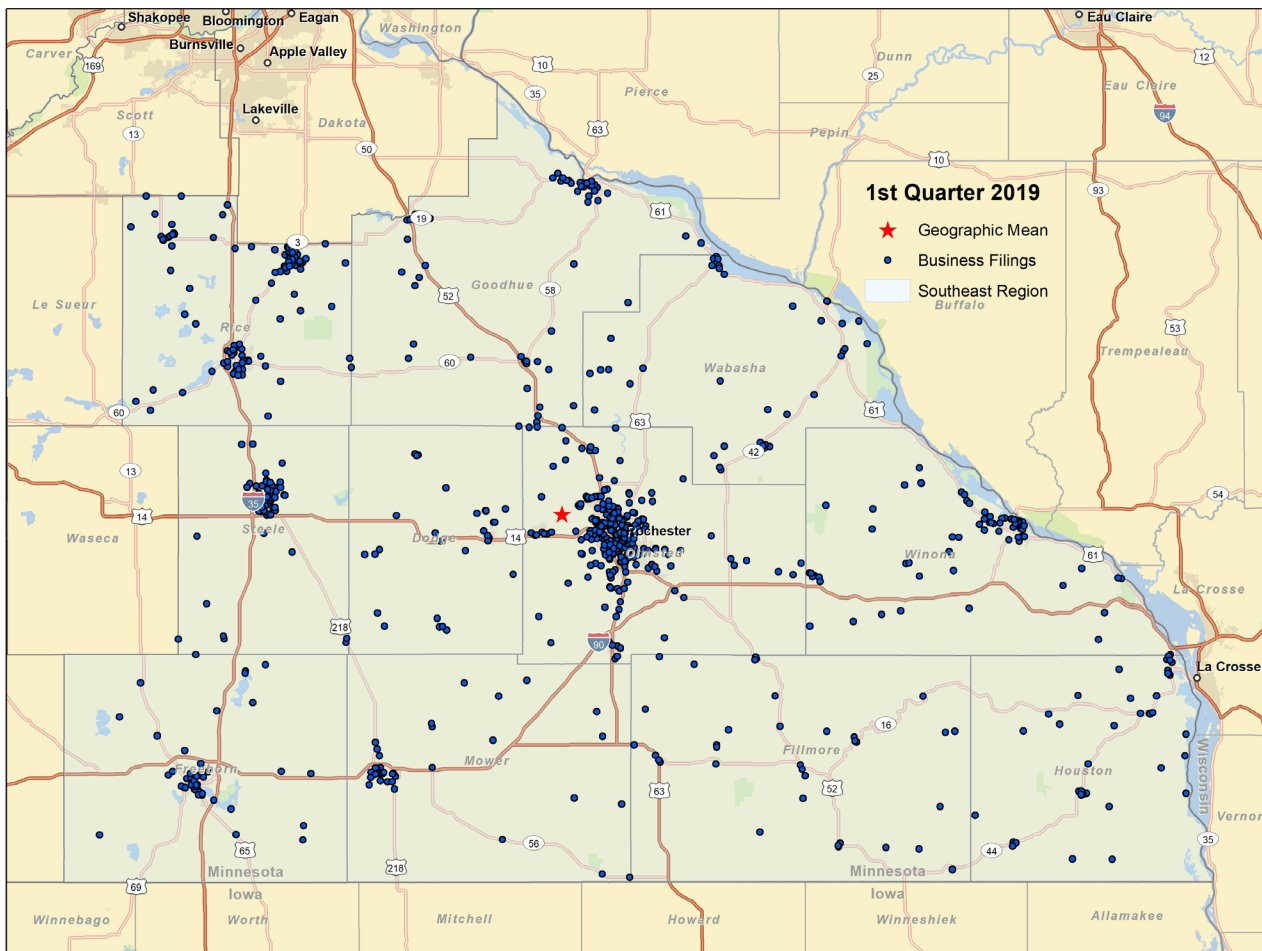 Shakopee
Bloomington
Eagan
Washington
Eau Claire
Carver
Burnsville
Apple Valley
Dunn
12
169
10
25
Pierce
Eau Claire
Lakeville
35
94
Scott
Dakota
13
63
Pepin
50
10
1st Quarter 2019
93
Geographic Mean
61
19
3
Business Filings
Southeast Region
Le Sueur
52
Goodhue
58
Buffalo
Rice
53
Trempealeau
60
Wabasha
60
63
61
42
13
54
35
14
Steele
Waseca
Dodge
14
ochester
Olmsted
Winona
61
La Crosse
218
90
La Crosse
16
Freeborn
Mower
Fillmore
Houston
Wisconsin
63
52
Vernon
65
56
44
35
218
Minnesota
Minnesota
69
Iowa
Iowa
Winnebago
Worth
Mitchell
Howard
Winneshiek
Allamakee